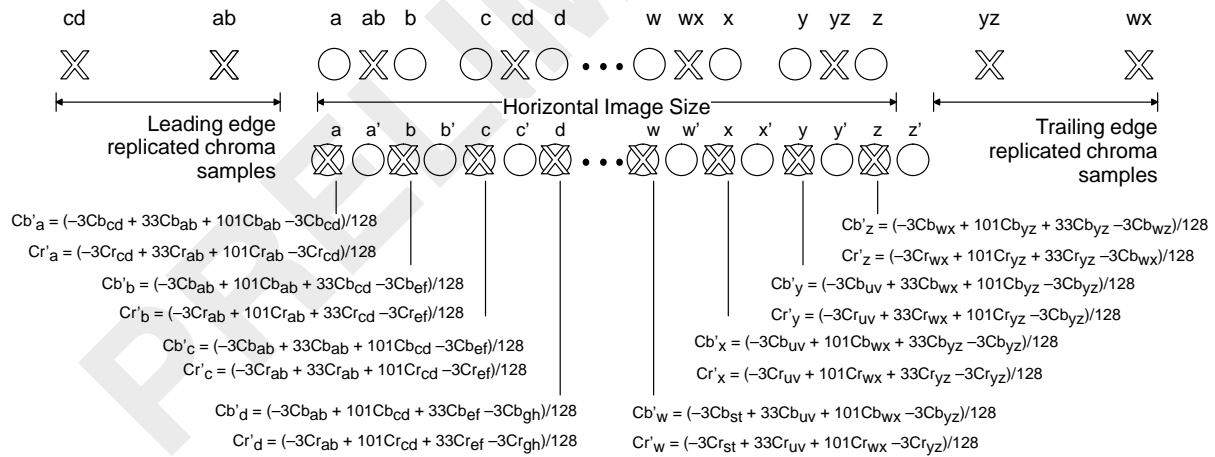 cd ab a ab b c cd d w wx x y yz z yz wx
Horizontal Image Size
Leading edge
replicated chroma
samples
a a' b b' c c' d w w' x x' y y' z z'
Trailing edge
replicated chroma
samples
Cb'a = (–3Cbcd + 33Cbab + 101Cbab –3Cbcd)/128
Cr'a = (–3Crcd + 33Crab + 101Crab –3Crcd)/128
Cb'b = (–3Cbab + 101Cbab + 33Cbcd –3Cbef)/128
Cr'b = (–3Crab + 101Crab + 33Crcd –3Cref)/128
Cb'c = (–3Cbab + 33Cbab + 101Cbcd –3Cbef)/128
Cr'c = (–3Crab + 33Crab + 101Crcd –3Cref)/128
Cb'd = (–3Cbab + 101Cbcd + 33Cbef –3Cbgh)/128
Cr'd = (–3Crab + 101Crcd + 33Cref –3Crgh)/128
Cb'z = (–3Cbwx + 101Cbyz + 33Cbyz –3Cbwz)/128
Cr'z = (–3Crwx + 101Cryz + 33Cryz –3Cbwx)/128
Cb'y = (–3Cbuv + 33Cbwx + 101Cbyz –3Cbyz)/128
Cr'y = (–3Cruv + 33Crwx + 101Cryz –3Cbyz)/128
Cb'x = (–3Cbuv + 101Cbwx + 33Cbyz –3Cbyz)/128
Cr'x = (–3Cruv + 101Crwx + 33Cryz –3Cryz)/128
Cb'w = (–3Cbst + 33Cbuv + 101Cbwx –3Cbyz)/128
Cr'w = (–3Crst + 33Cruv + 101Crwx –3Cryz)/128
PRELIM